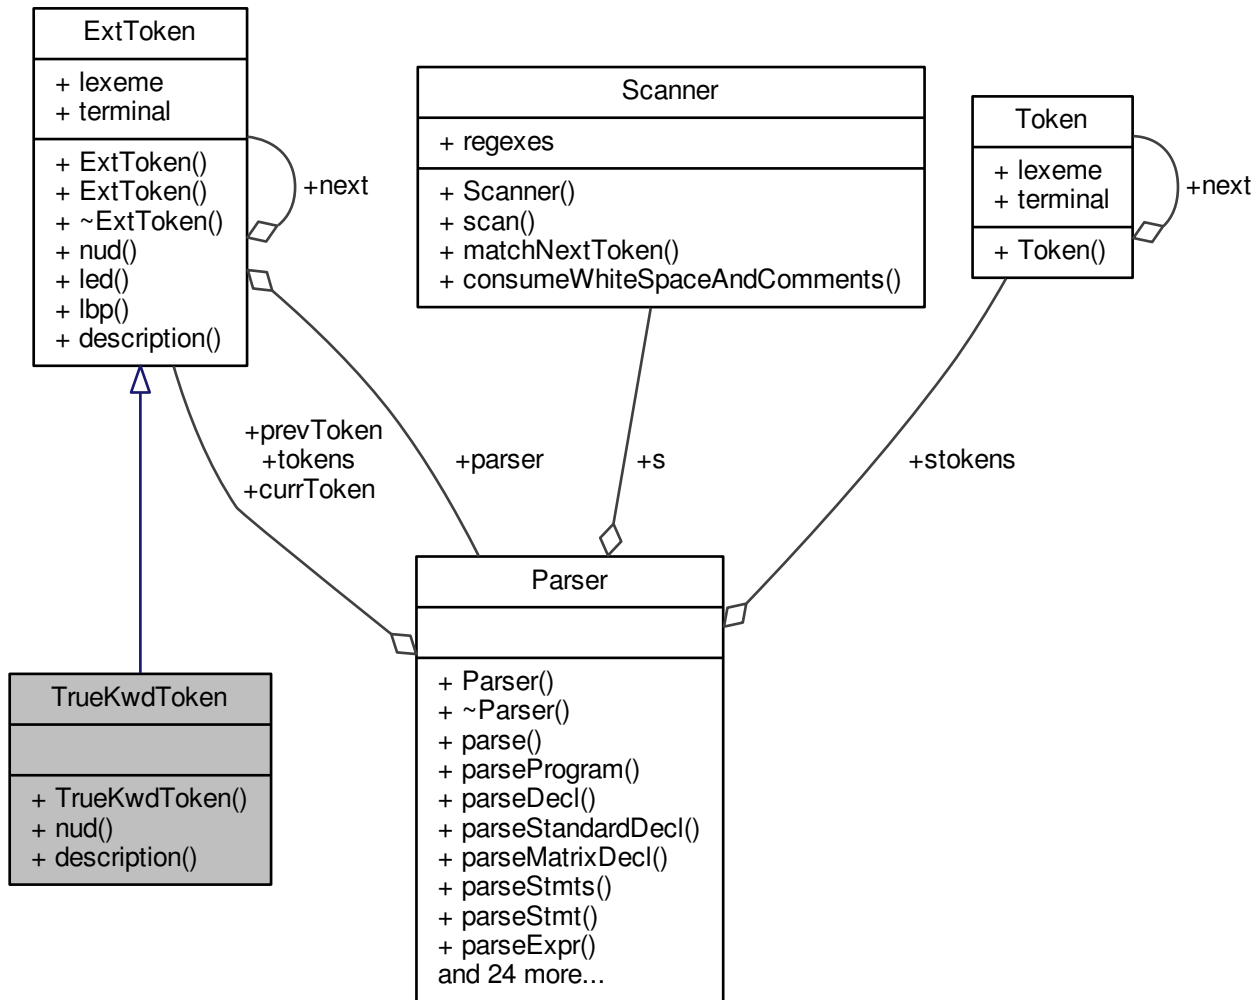 ExtToken
+ lexeme
+ terminal
+ ExtToken()
+ ExtToken()
+ ~ExtToken()
+ nud()
+ led()
+ lbp()
+ description()
+next
Scanner
+ regexes
+ Scanner()
+ scan()
+ matchNextToken()
+ consumeWhiteSpaceAndComments()
Token
+ lexeme
+ terminal
+ Token()
+next
+prevToken
+tokens
+currToken
+parser
+s
+stokens
TrueKwdToken
+ TrueKwdToken()
+ nud()
+ description()
Parser
+ Parser()
+ ~Parser()
+ parse()
+ parseProgram()
+ parseDecl()
+ parseStandardDecl()
+ parseMatrixDecl()
+ parseStmts()
+ parseStmt()
+ parseExpr()
and 24 more...